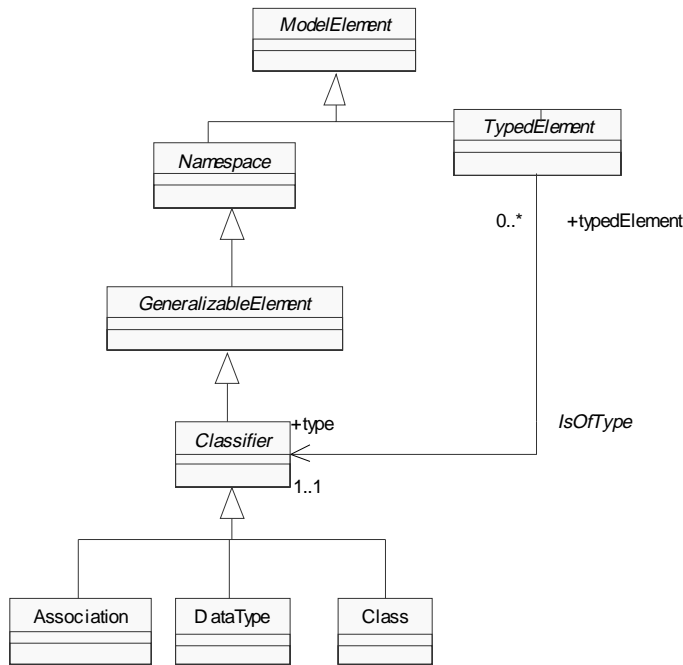 ModelElement
TypedElement
Namespace
0..* +typedElement
GeneralizableElement
+type
IsOfType
Classifier
1..1
Association DataType Class